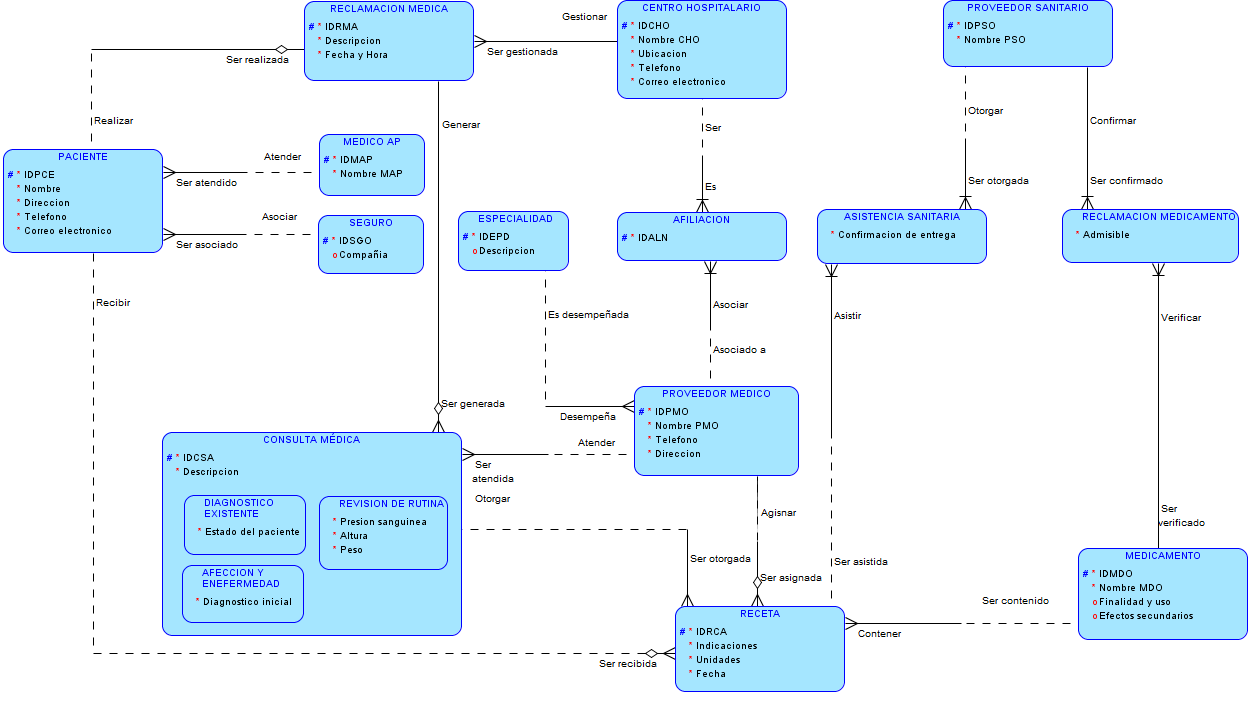 RECLAMACION MEDICA
# * IDRMA
* Descripcion
* Fecha y Hora
Gestionar
Ser gestionada
CENTRO HOSPITALARIO
# * IDCHO
* Nombre CHO
* Ubicacion
* Telefono
* Correo electronico
PROVEEDOR SANITARIO
# * IDPSO
* Nombre PSO
Ser realizada
Realizar
Generar
Ser
Es
Otorgar
Ser otorgada
Confirmar
Ser confirmado
PACIENTE
# * IDPCE
* Nombre
* Direccion
* Telefono
* Correo electronico
Atender
Ser atendido
MEDICO AP
# * IDMAP
* Nombre MAP
Asociar
Ser asociado
SEGURO
# * IDSGO
o Compañia
ESPECIALIDAD
# * IDEPD
o Descripcion
AFILIACION
# * IDALN
ASISTENCIA SANITARIA
* Confirmacion de entrega
RECLAMACION MEDICAMENTO
* Admisible
Recibir
Es desempeñada
Desempeña
Asociar
Asociado a
Asistir
Ser asistida
Verificar
Ser
verificado
PROVEEDOR MEDICO
# * IDPMO
* Nombre PMO
* Telefono
* Direccion
Ser generada
Atender
Ser
atendida
CONSULTA MÉDICA
# * IDCSA
* Descripcion
DIAGNOSTICO
EXISTENTE
* Estado del paciente
REVISION DE RUTINA
* Presion sanguinea
* Altura
* Peso
AFECCION Y
ENEFERMEDAD
* Diagnostico inicial
Otorgar
Ser otorgada
Agisnar
Ser asignada
MEDICAMENTO
# * IDMDO
* Nombre MDO
o Finalidad y uso
o Efectos secundarios
Ser contenido
Contener
RECETA
# * IDRCA
* Indicaciones
* Unidades
* Fecha
Ser recibida